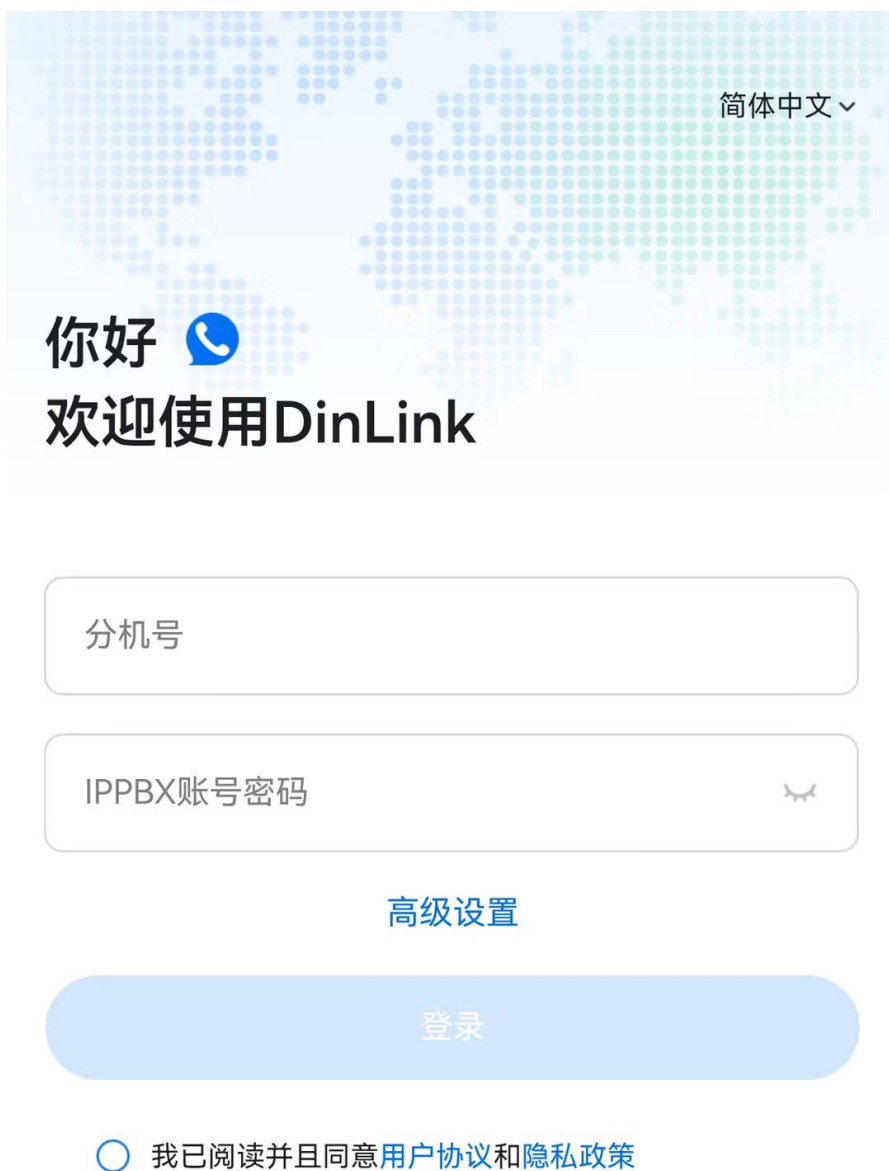 简体中文
你好
欢迎使用DinLink
分机号
IPPBX账号密码
高级设置
登录
我已阅读并且同意用户协议和隐私政策